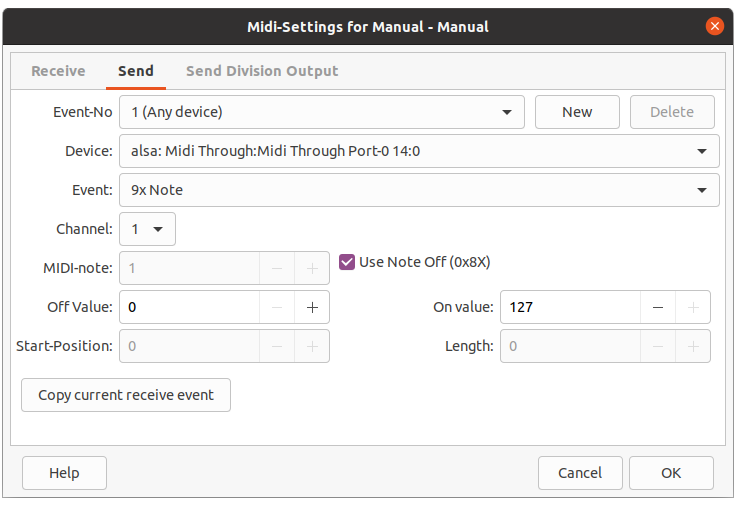 Midi-Settings for Manual - Manual
Receive Send Send Division Output
Event-No 1 (Any device) New Delete
Device: alsa: Midi Through:Midi Through Port-0 14:0
Event: 9x Note
Channel: 1
MIDI-note: 1 Use Note Off (0x8X)
Off Value: 0 On value: 127
Start-Position: 0 Length: 0
Copy current receive event
Help Cancel OK